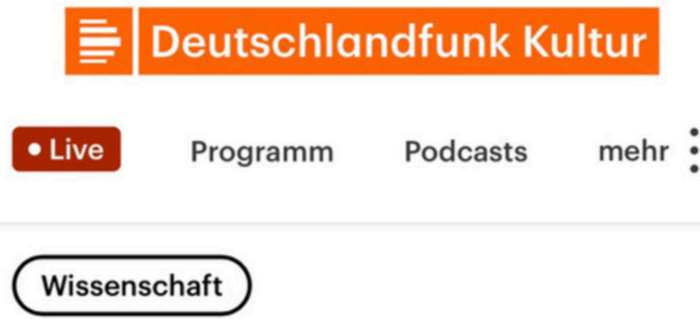 Deutschlandfunk Kultur
Live Programm Podcasts mehr
Wissenschaft